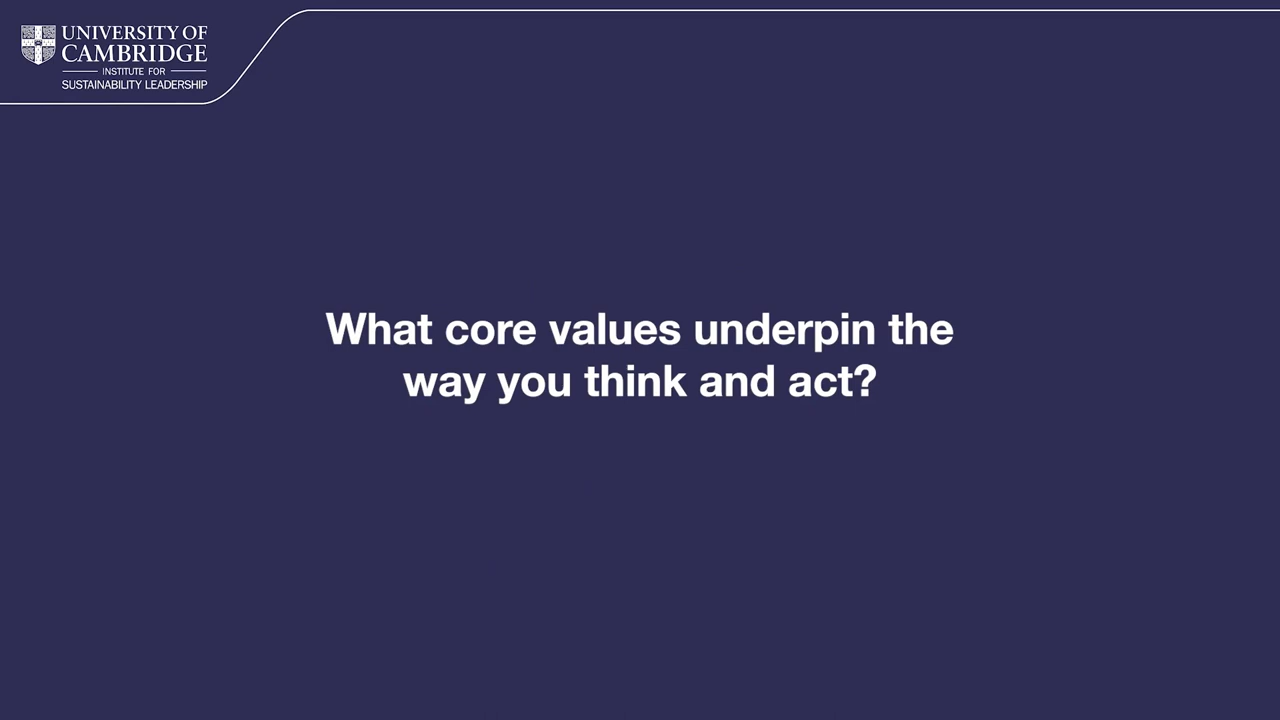 UNIVERSITY OF
CAMBRIDGE
INSTITUTE FOR
SUSTAINABILITY LEADERSHIP
What core values underpin the
way you think and act?